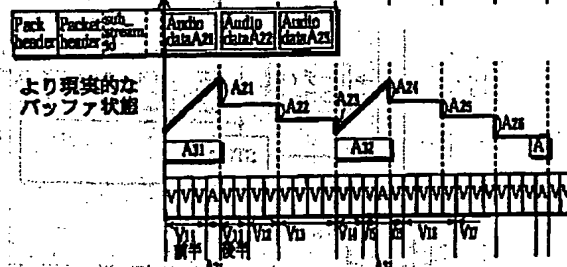 Pack header Packet header sub_stream_id Audio dataA21 Audio dataA22 Audio dataA23
より現実的な
バッファ状態
A21 A22 A23 A24 A25 A26
A31 A32 A
V V V A V V V V V V V V V V V A V V V V V V V V V V A V
V11 V11 V12 V13 V14 V15 V15 V16 V17
前半 後半